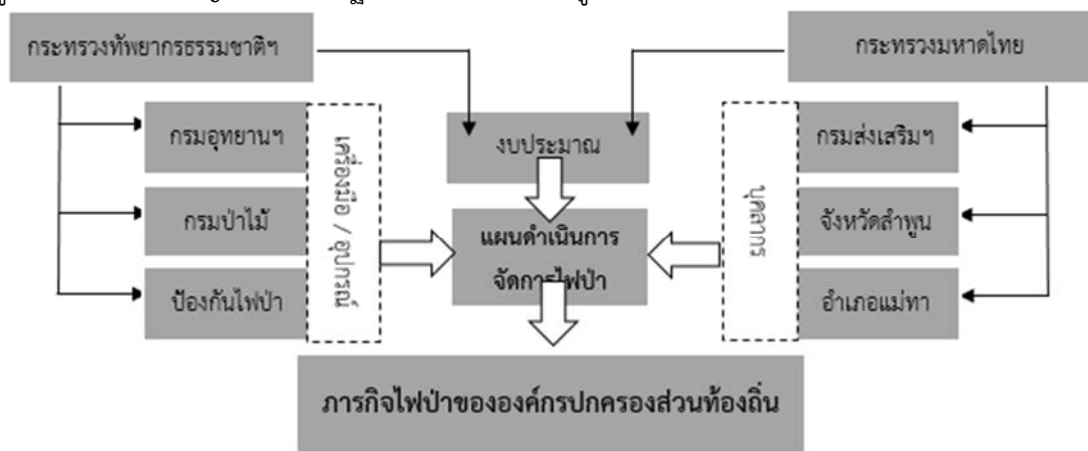 กระทรวงทรัพยากรธรรมชาติฯ
กระทรวงมหาดไทย
กรมอุทยานฯ
กรมป่าไม้
ป้องกันไฟป่า
เครื่องมือ / อุปกรณ์
งบประมาณ
แผนดำเนินการ
จัดการไฟป่า
บุคลากร
กรมส่งเสริมฯ
จังหวัดลำพูน
อำเภอแม่ทา
ภารกิจไฟป่าขององค์กรปกครองส่วนท้องถิ่น